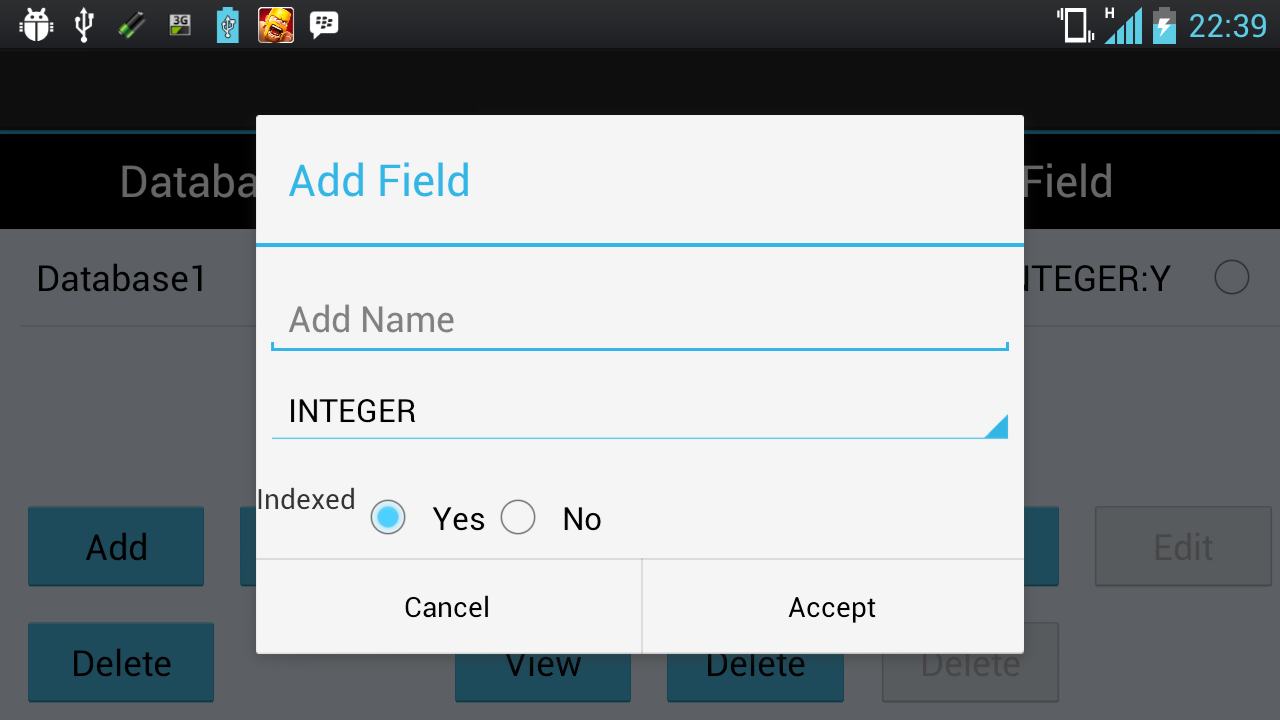 3G
H
22:39
Databa
Field
Add Field
Database1
NTEGER:Y
Add Name
INTEGER
Indexed
Yes
No
Add
Edit
Cancel
Accept
Delete
View
Delete
Delete